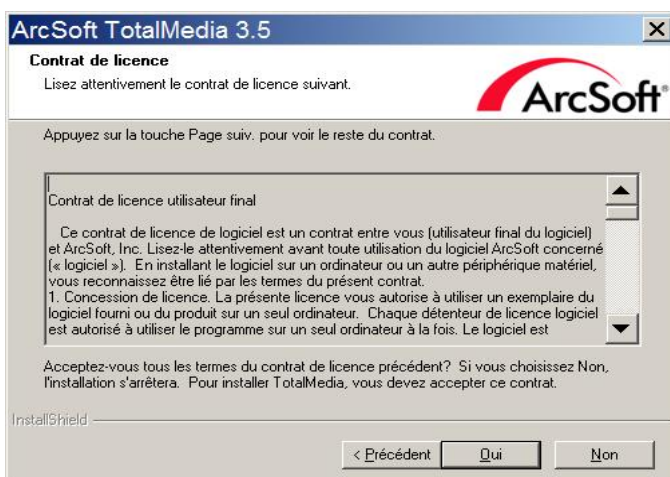 ArcSoft TotalMedia 3.5
Contrat de licence
Lisez attentivement le contrat de licence suivant.
ArcSoft®
Appuyez sur la touche Page suiv. pour voir le reste du contrat.
Contrat de licence utilisateur final
Ce contrat de licence de logiciel est un contrat entre vous (utilisateur final du logiciel)
et ArcSoft, Inc. Lisez-le attentivement avant toute utilisation du logiciel ArcSoft concerné
(« logiciel »). En installant le logiciel sur un ordinateur ou un autre périphérique matériel,
vous reconnaissez être lié par les termes du présent contrat.
1. Concession de licence. La présente licence vous autorise à utiliser un exemplaire du
logiciel fourni ou du produit sur un seul ordinateur. Chaque détenteur de licence logiciel
est autorisé à utiliser le programme sur un seul ordinateur à la fois. Le logiciel est
Acceptez-vous tous les termes du contrat de licence précédent? Si vous choisissez Non,
l'installation s'arrêtera. Pour installer TotalMedia, vous devez accepter ce contrat.
InstallShield
< Précédent
Oui
Non